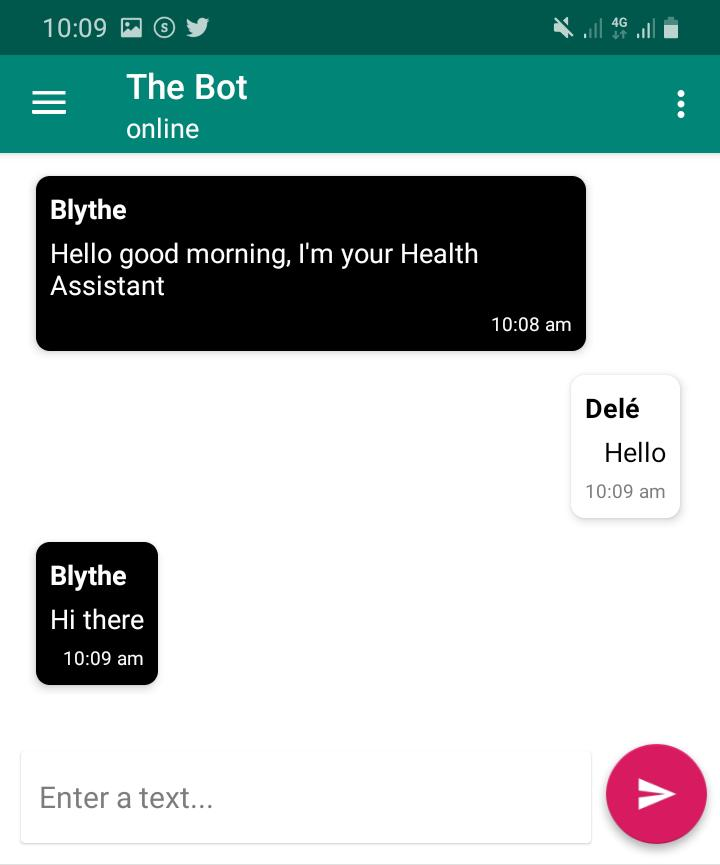 10:09
4G
The Bot
online
Blythe
Hello good morning, I'm your Health
Assistant
10:08 am
Delé
Hello
10:09 am
Blythe
Hi there
10:09 am
Enter a text...